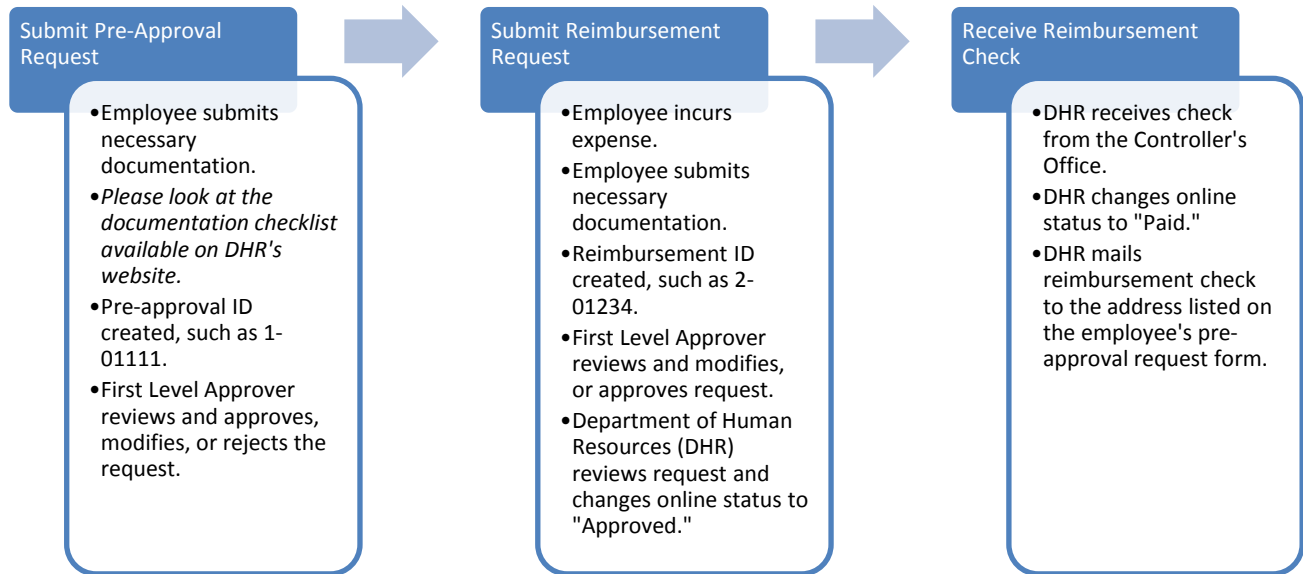 Submit Pre-Approval
Request
•Employee submits
necessary
documentation.
•Please look at the
documentation checklist
available on DHR's
website.
•Pre-approval ID
created, such as 1-
01111.
•First Level Approver
reviews and approves,
modifies, or rejects the
request.
Submit Reimbursement
Request
•Employee incurs
expense.
•Employee submits
necessary
documentation.
•Reimbursement ID
created, such as 2-
01234.
•First Level Approver
reviews and modifies,
or approves request.
•Department of Human
Resources (DHR)
reviews request and
changes online status to
"Approved."
Receive Reimbursement
Check
•DHR receives check
from the Controller's
Office.
•DHR changes online
status to "Paid."
•DHR mails
reimbursement check
to the address listed on
the employee's pre-
approval request form.